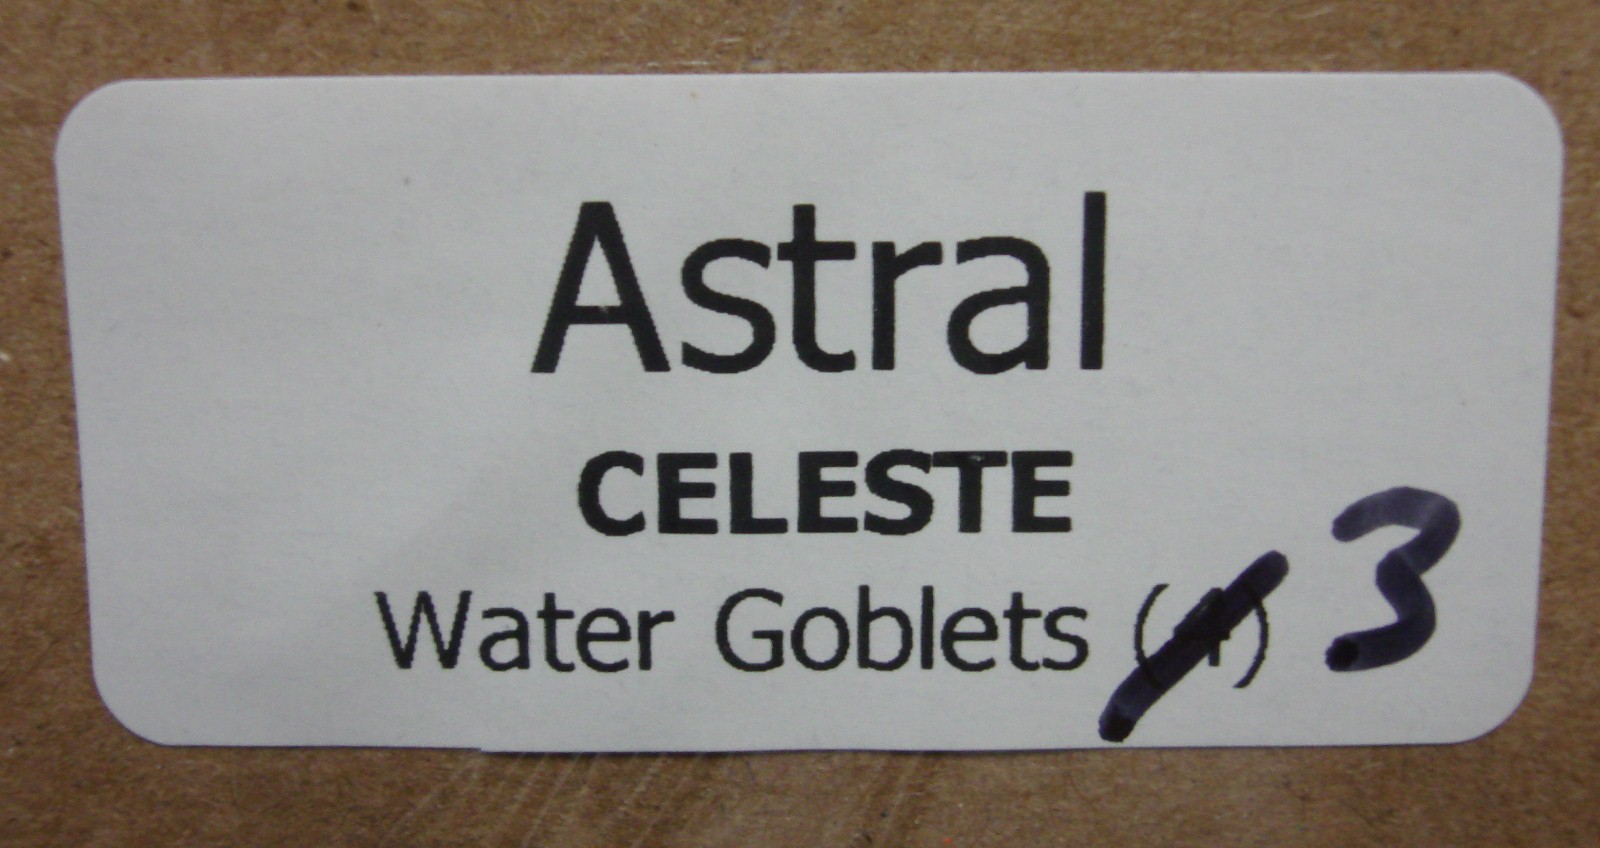 Astral
CELESTE
Water Goblets (4) 3